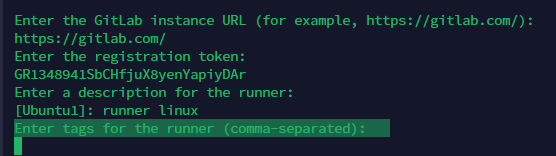 Enter the GitLab instance URL (for example, https://gitlab.com/):
https://gitlab.com/
Enter the registration token:
GR1348941SbCHfjuX8yenYapiyDAr
Enter a description for the runner:
[Ubuntu1]: runner linux
Enter tags for the runner (comma-separated):